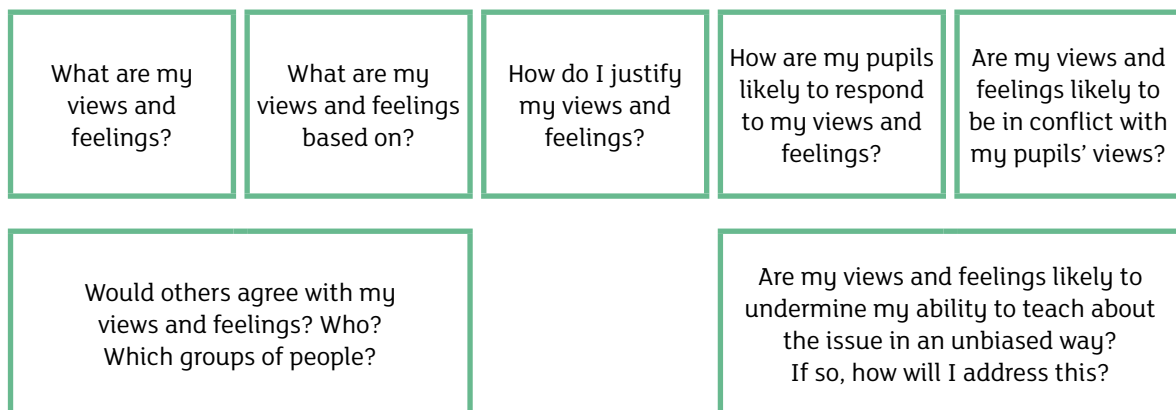 What are my
views and
feelings?
What are my
views and feelings
based on?
How do I justify
my views and
feelings?
How are my pupils
likely to respond
to my views and
feelings?
Are my views and
feelings likely to
be in conflict with
my pupils’ views?
Would others agree with my
views and feelings? Who?
Which groups of people?
Are my views and feelings likely to
undermine my ability to teach about
the issue in an unbiased way?
If so, how will I address this?